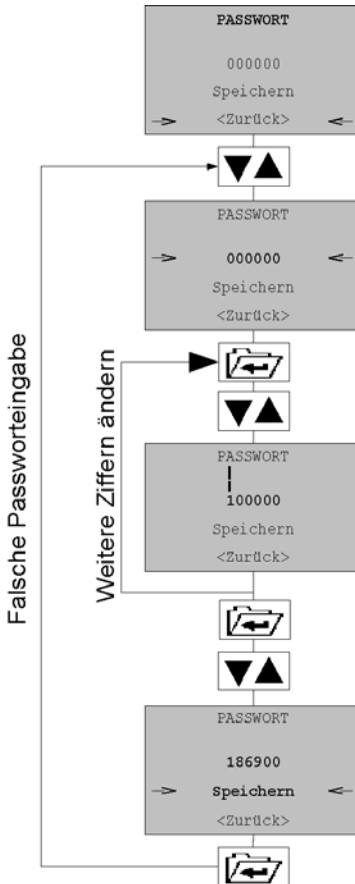 PASSWORT
000000
Speichern
<Zurück>
PASSWORT
000000
Speichern
<Zurück>
PASSWORT
100000
Speichern
<Zurück>
PASSWORT
186900
Speichern
<Zurück>
Falsche Passworteingabe
Weitere Ziffern ändern